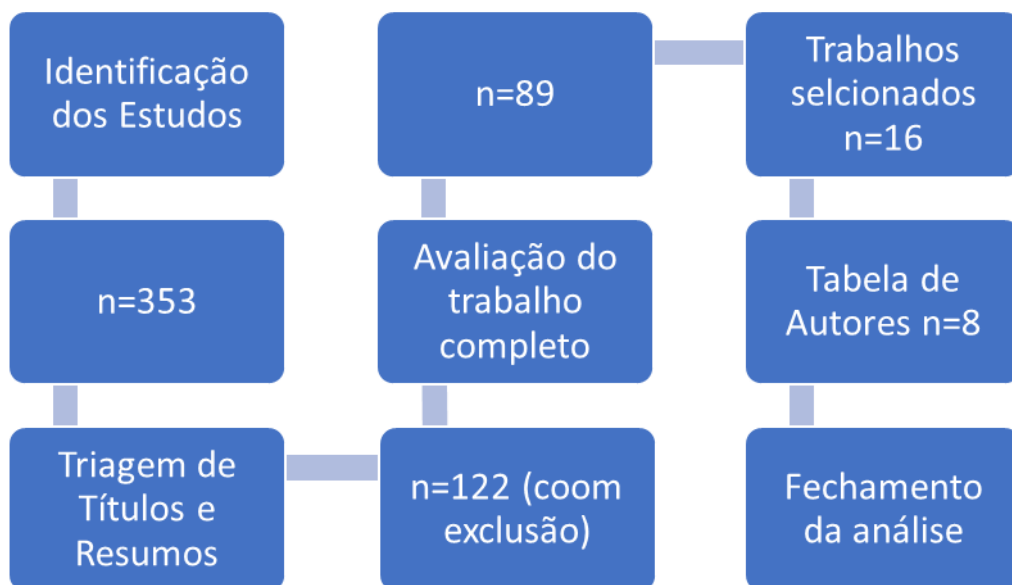 Identificação
dos Estudos
n=353
Triagem de
Títulos e
Resumos
n=122 (coom
exclusão)
Avaliação do
trabalho
completo
n=89
Trabalhos
selcionados
n=16
Tabela de
Autores n=8
Fechamento
da análise